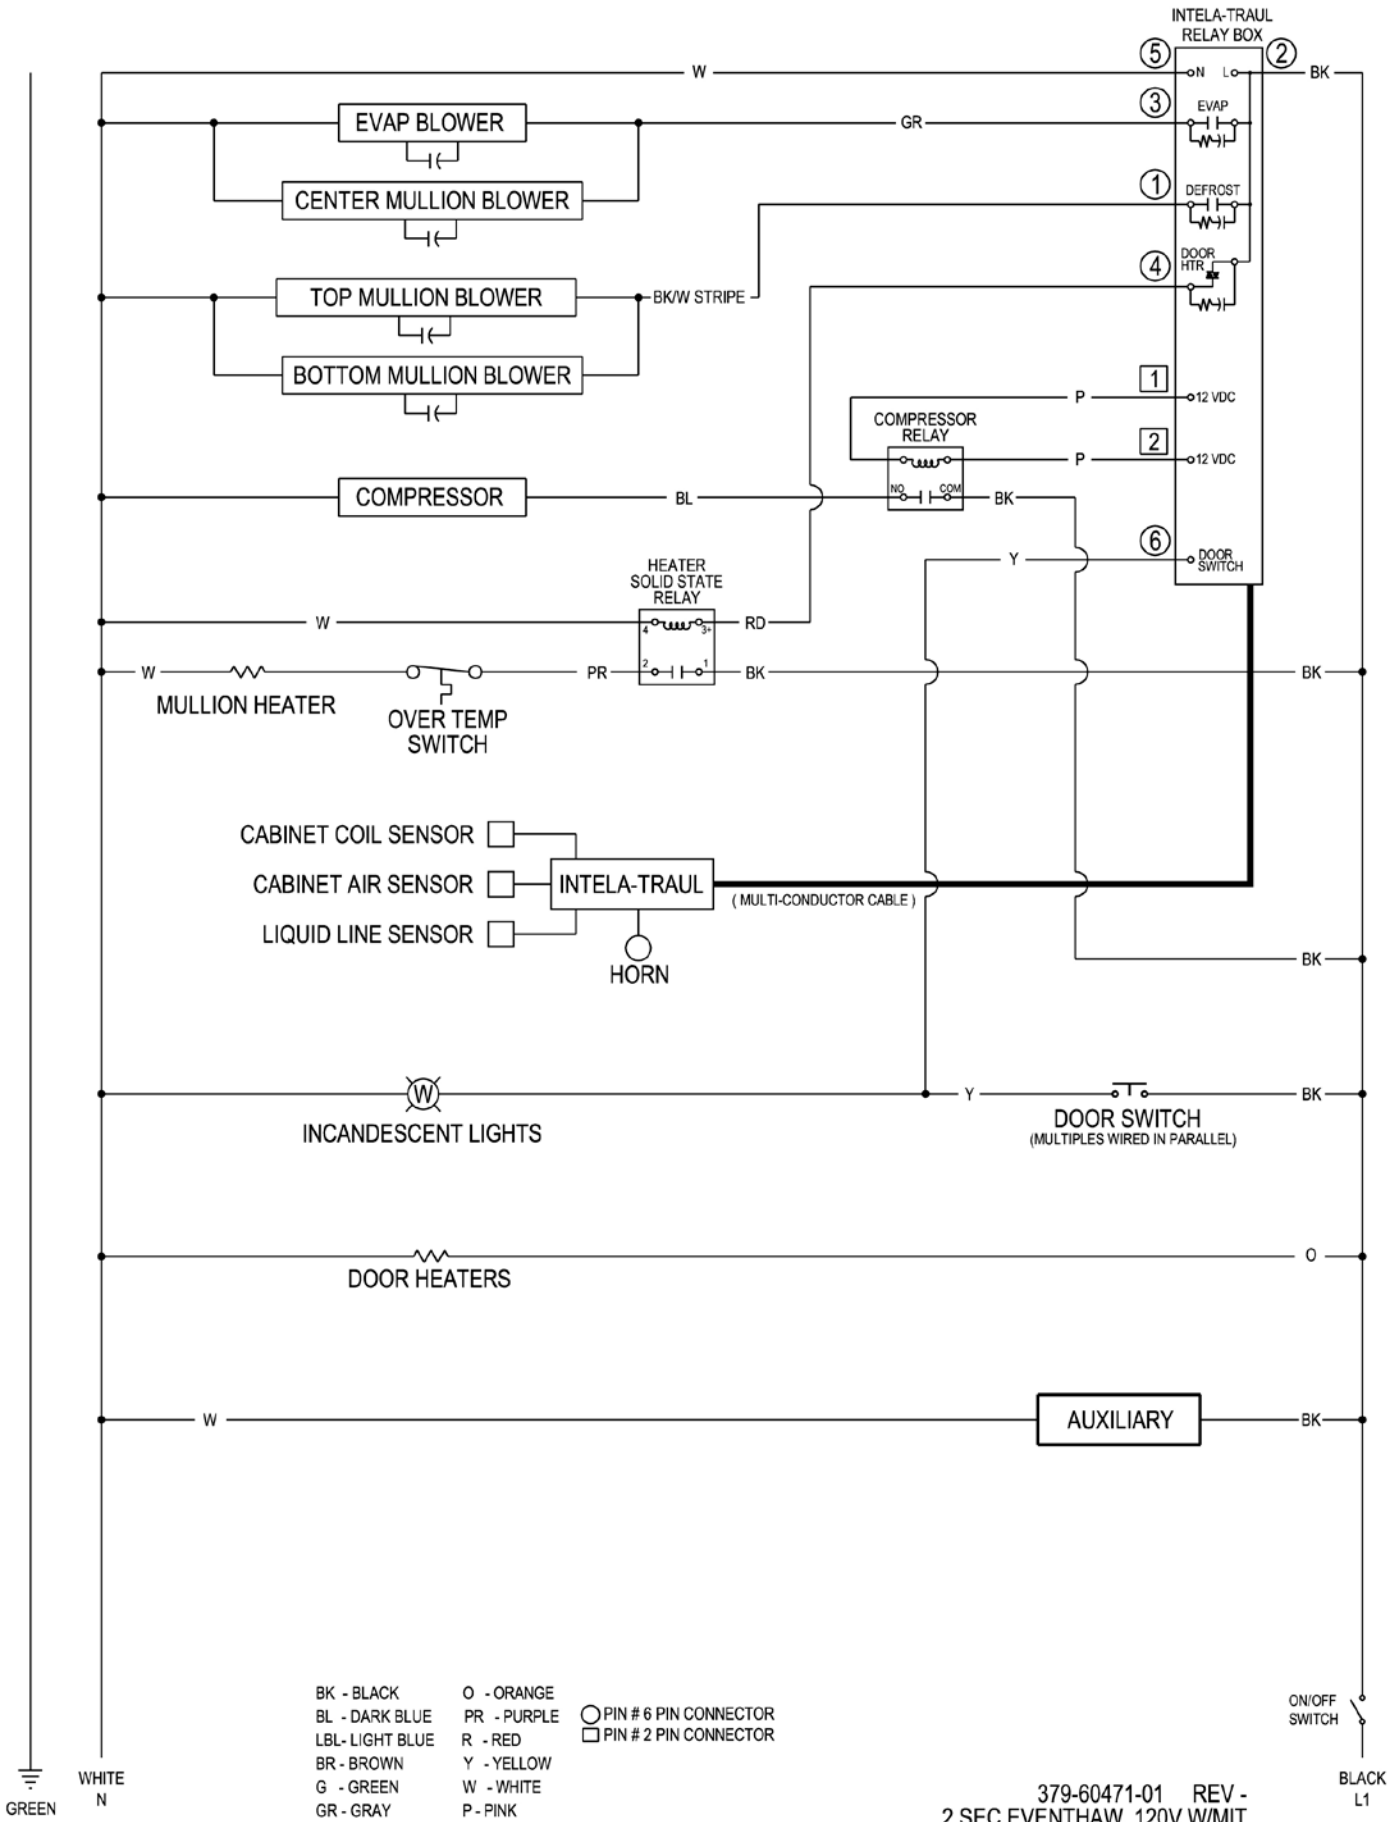 INTELA-TRAUL
RELAY BOX
5
2
W
N
L
BK
3
EVAP
EVAP BLOWER
GR
CENTER MULLION BLOWER
1
DEFROST
4
DOOR
HTR
TOP MULLION BLOWER
BK/W STRIPE
BOTTOM MULLION BLOWER
1
P
12 VDC
COMPRESSOR
RELAY
2
P
12 VDC
COMPRESSOR
BL
NO
COM
BK
6
Y
DOOR
SWITCH
HEATER
SOLID STATE
RELAY
W
4
3+
RD
W
PR
2
1
BK
BK
MULLION HEATER
OVER TEMP
SWITCH
CABINET COIL SENSOR
CABINET AIR SENSOR
INTELA-TRAUL
( MULTI-CONDUCTOR CABLE )
LIQUID LINE SENSOR
HORN
BK
W
Y
BK
INCANDESCENT LIGHTS
DOOR SWITCH
(MULTIPLES WIRED IN PARALLEL)
O
DOOR HEATERS
W
AUXILIARY
BK
BK - BLACK
BL - DARK BLUE
LBL- LIGHT BLUE
BR - BROWN
G - GREEN
GR - GRAY
O - ORANGE
PR - PURPLE
R - RED
Y - YELLOW
W - WHITE
P - PINK
PIN # 6 PIN CONNECTOR
PIN # 2 PIN CONNECTOR
ON/OFF
SWITCH
GREEN
WHITE
N
BLACK
L1
379-60471-01 REV -
2 SEC EVENTHAW, 120V W/MIT